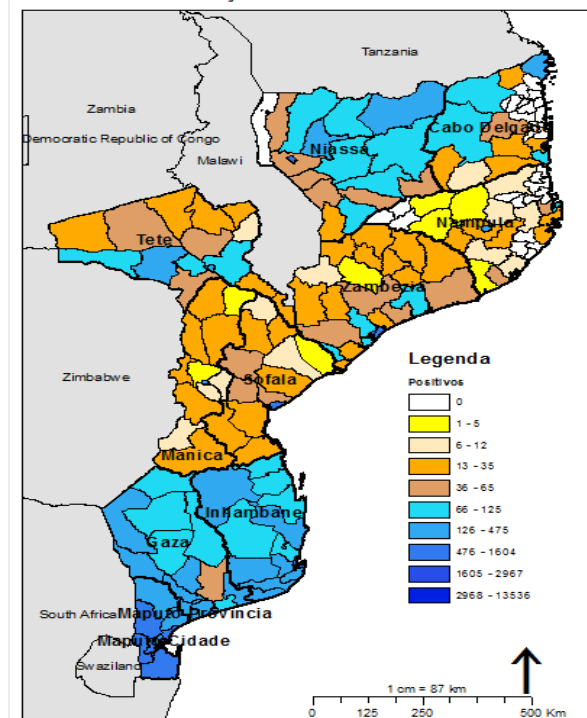 Tanzania
Zambia
Democratic Republic of Congo
Malawi
Niassa
Cabo Delgado
Nampula
Tete
Zambezia
Zimbabwe
Sofala
Manica
Inhambane
Gaza
South Africa
Maputo Provincia
Maputo Cidade
Swaziland
Legenda
Positivos
0
1 - 5
6 - 12
13 - 35
36 - 65
66 - 125
126 - 475
476 - 1604
1605 - 2967
2968 - 13536
1 cm = 87 km
0 125 250 500 Km